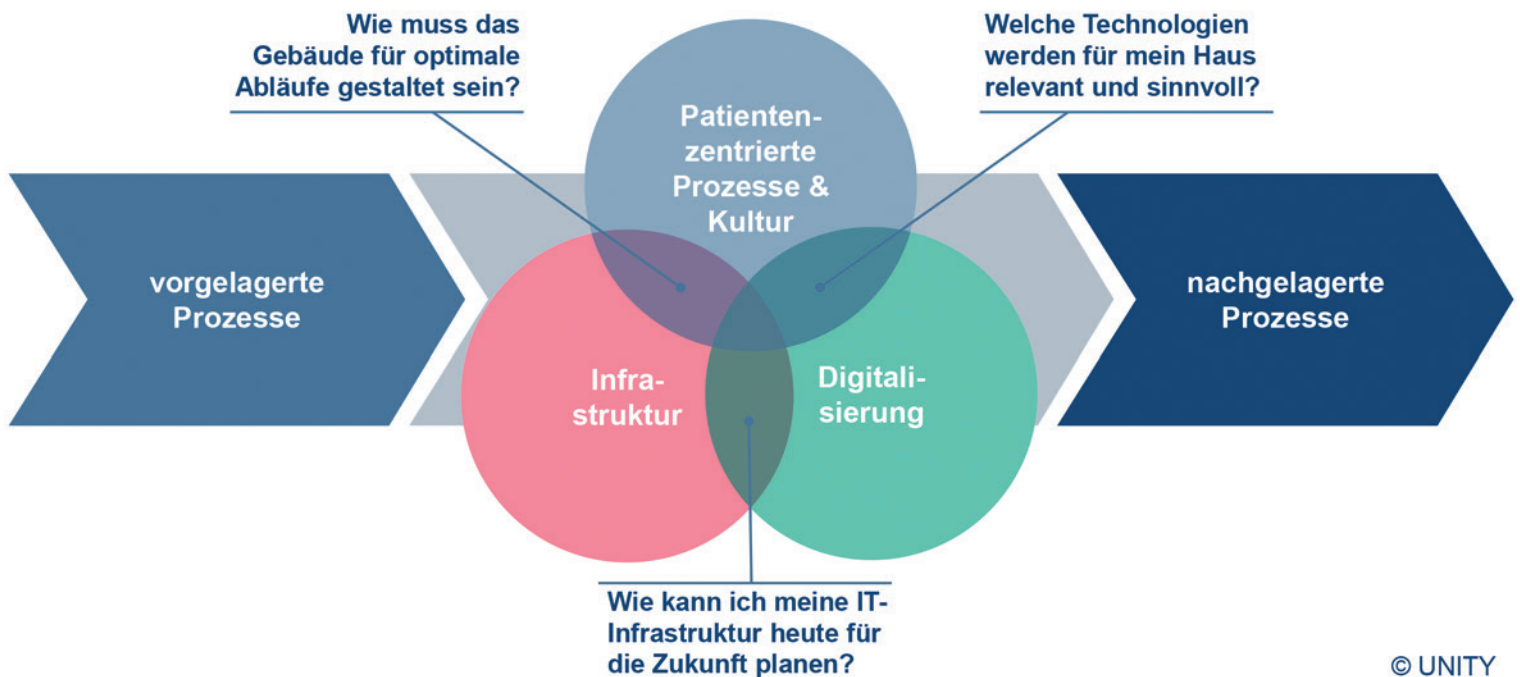 Wie muss das
Gebäude für optimale
Abläufe gestaltet sein?
Welche Technologien
werden für mein Haus
relevant und sinnvoll?
Patienten-
zentrierte
Prozesse &
Kultur
vorgelagerte
Prozesse
nachgelagerte
Prozesse
Infra-
struktur
Digitali-
sierung
Wie kann ich meine IT-
Infrastruktur heute für
die Zukunft planen?
© UNITY